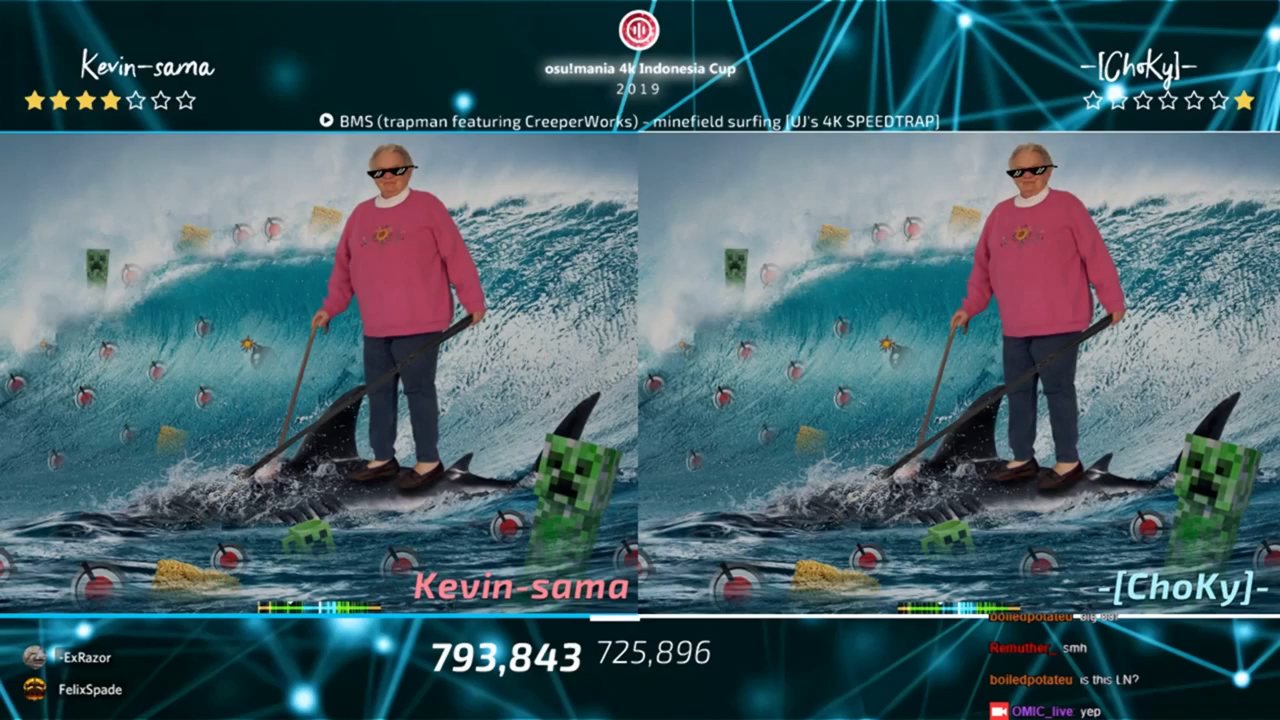 Kevin-sama
osu!mania 4k Indonesia Cup
2019
-[ChoKy]-
BMS (trapman featuring CreeperWorks) - minefield surfing [UJ's 4K SPEEDTRAP]
Kevin-sama
-[ChoKy]-
-ExRazor
FelixSpade
793,843 725,896
boiledpotateu
Remuther_ smh
boiledpotateu is this LN?
OMIC_live yep